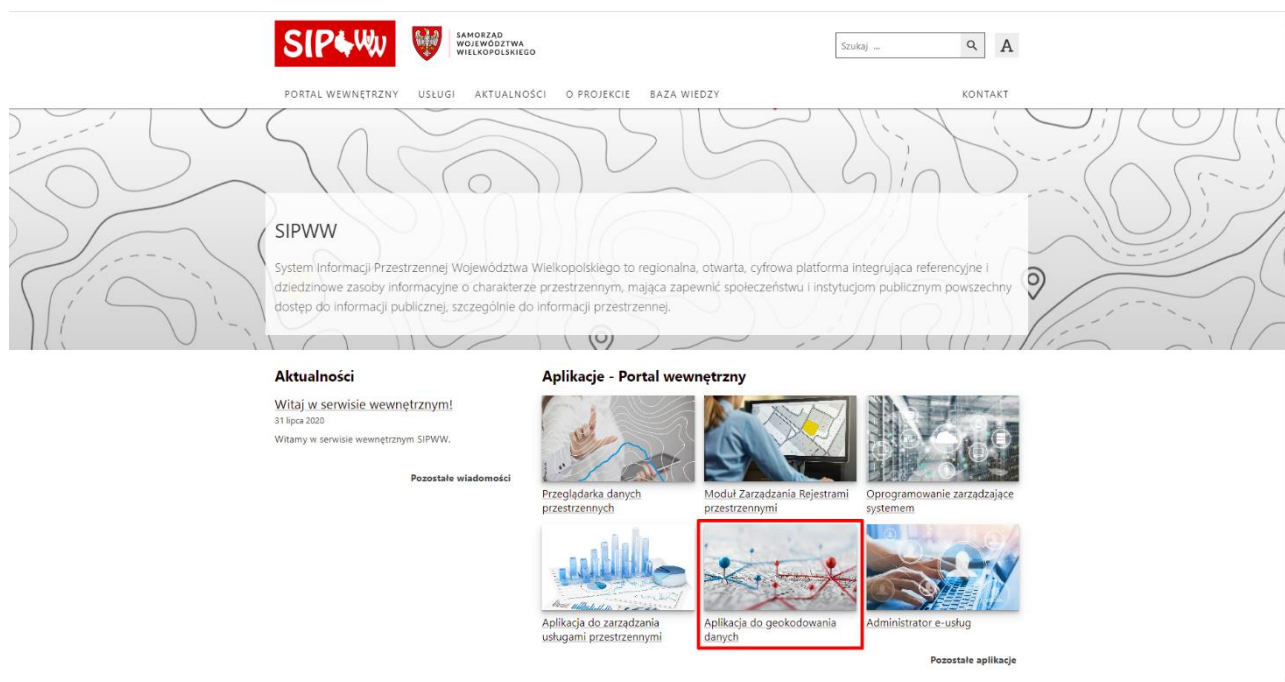 SIPWW
SAMORZĄD
WOJEWÓDZTWA
WIELKOPOLSKIEGO
Szukaj ...
A
PORTAL WEWNĘTRZNY USŁUGI AKTUALNOŚCI O PROJEKCIE BAZA WIEDZY KONTAKT
SIPWW
System Informacji Przestrzennej Województwa Wielkopolskiego to regionalna, otwarta, cyfrowa platforma integrująca referencyjne i
dziedzinowe zasoby informacyjne o charakterze przestrzennym, mająca zapewnić społeczeństwu i instytucjom publicznym powszechny
dostęp do informacji publicznej, szczególnie do informacji przestrzennej.
Aktualności
Witaj w serwisie wewnętrznym!
31 lipca 2020
Witamy w serwisie wewnętrznym SIPWW.
Pozostałe wiadomości
Aplikacje - Portal wewnętrzny
Przeglądarka danych
przestrzennych
Moduł Zarządzania Rejestrami
przestrzennymi
Oprogramowanie zarządzające
systemem
Aplikacja do zarządzania
usługami przestrzennymi
Aplikacja do geokodowania
danych
Administrator e-usług
Pozostałe aplikacje